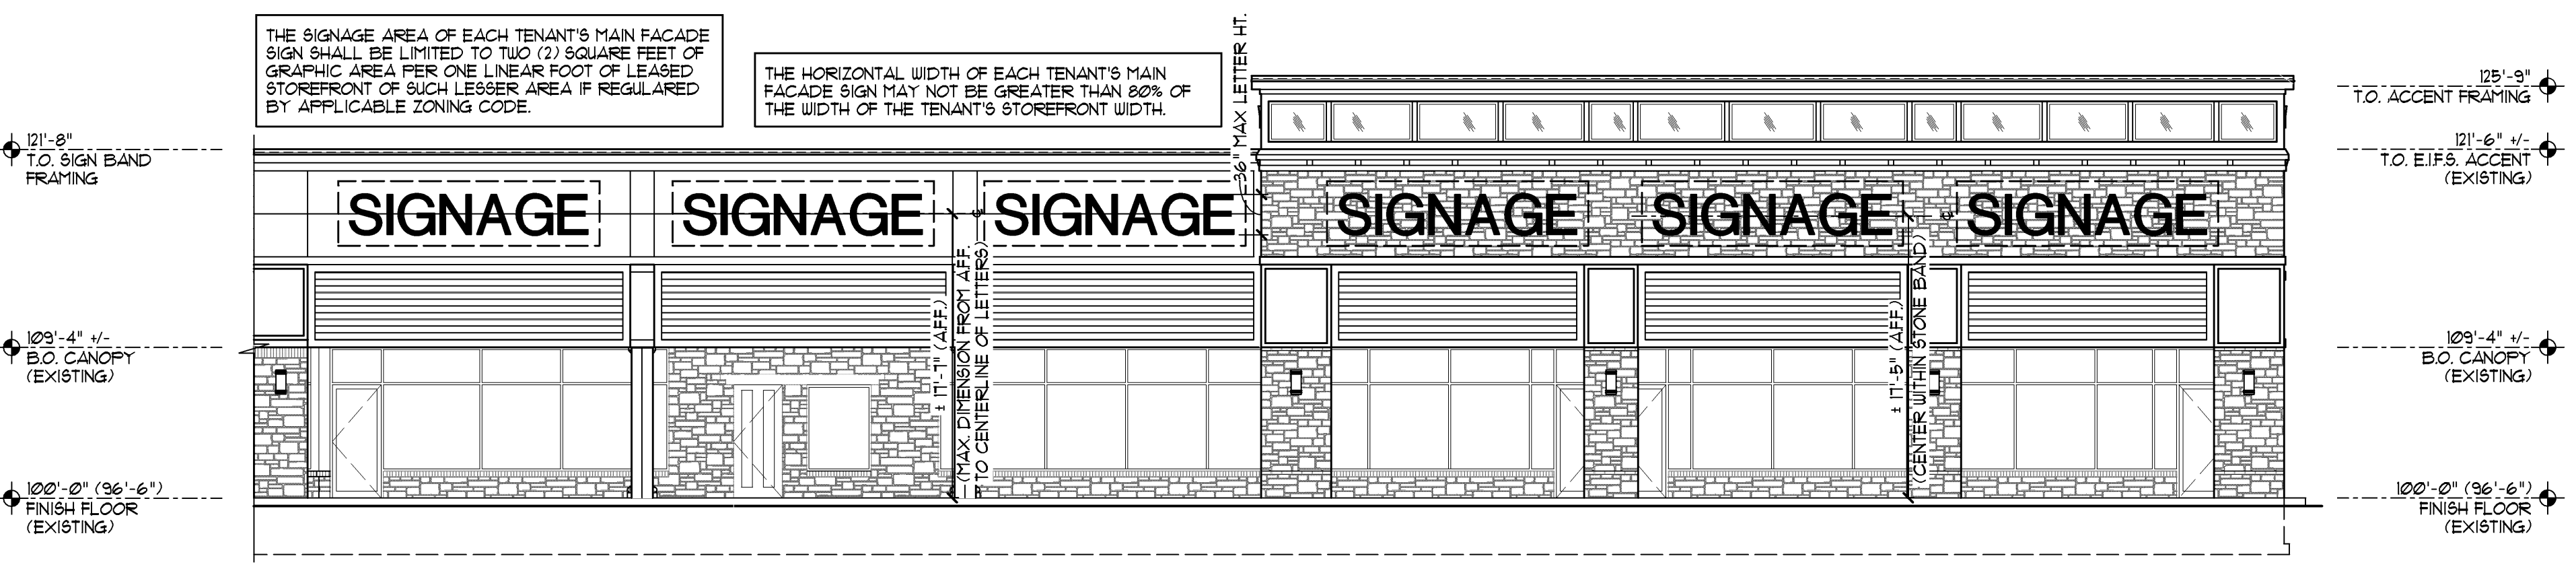 THE SIGNAGE AREA OF EACH TENANT'S MAIN FACADE
SIGN SHALL BE LIMITED TO TWO (2) SQUARE FEET OF
GRAPHIC AREA PER ONE LINEAR FOOT OF LEASED
STOREFRONT OF SUCH LESSER AREA IF REGULARED
BY APPLICABLE ZONING CODE.
THE HORIZONTAL WIDTH OF EACH TENANT'S MAIN
FACADE SIGN MAY NOT BE GREATER THAN 80% OF
THE WIDTH OF THE TENANT'S STOREFRONT WIDTH.
36" MAX LETTER HT.
121'-8"
T.O. SIGN BAND
FRAMING
109'-4" +/-
B.O. CANOPY
(EXISTING)
100'-0" (96'-6")
FINISH FLOOR
(EXISTING)
SIGNAGE
SIGNAGE
SIGNAGE
SIGNAGE
SIGNAGE
SIGNAGE
± 17'-7" (A.F.F.)
(MAX. DIMENSION FROM A.F.F.
TO CENTERLINE OF LETTERS)
± 17'-5" (A.F.F.)
(CENTER WITHIN STONE BAND)
125'-9"
T.O. ACCENT FRAMING
121'-6" +/-
T.O. E.I.F.S. ACCENT
(EXISTING)
109'-4" +/-
B.O. CANOPY
(EXISTING)
100'-0" (96'-6")
FINISH FLOOR
(EXISTING)